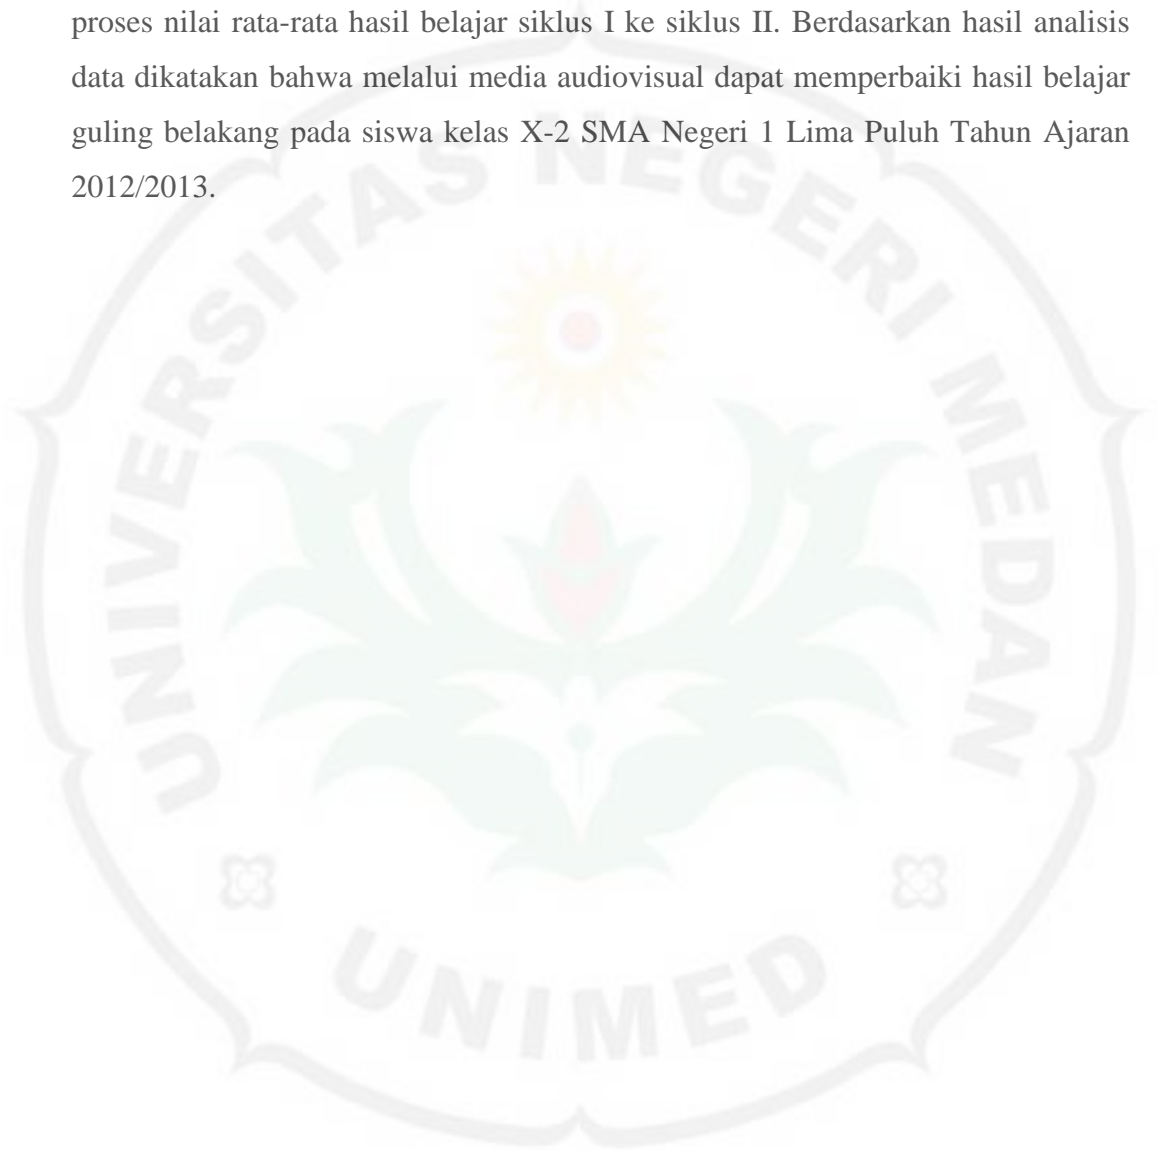 proses nilai rata-rata hasil belajar siklus I ke siklus II. Berdasarkan hasil analisis
data dikatakan bahwa melalui media audiovisual dapat memperbaiki hasil belajar
guling belakang pada siswa kelas X-2 SMA Negeri 1 Lima Puluh Tahun Ajaran
2012/2013.
UNIVERSITAS NEGERI MEDAN
UNIMED